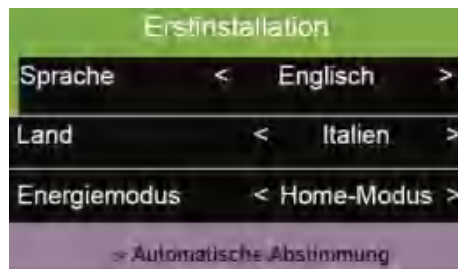 Erstinstallation
Sprache < Englisch >
Land < Italien >
Energiemodus < Home-Modus >
Automatische Abstimmung